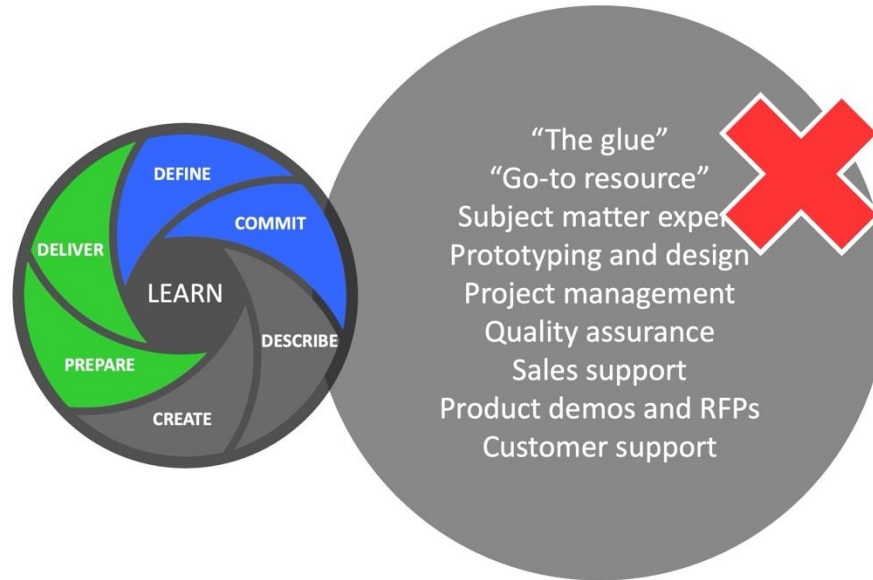 DEFINE
COMMIT
DELIVER
LEARN
DESCRIBE
PREPARE
CREATE
“The glue”
“Go-to resource”
Subject matter exper
Prototyping and design
Project management
Quality assurance
Sales support
Product demos and RFPs
Customer support